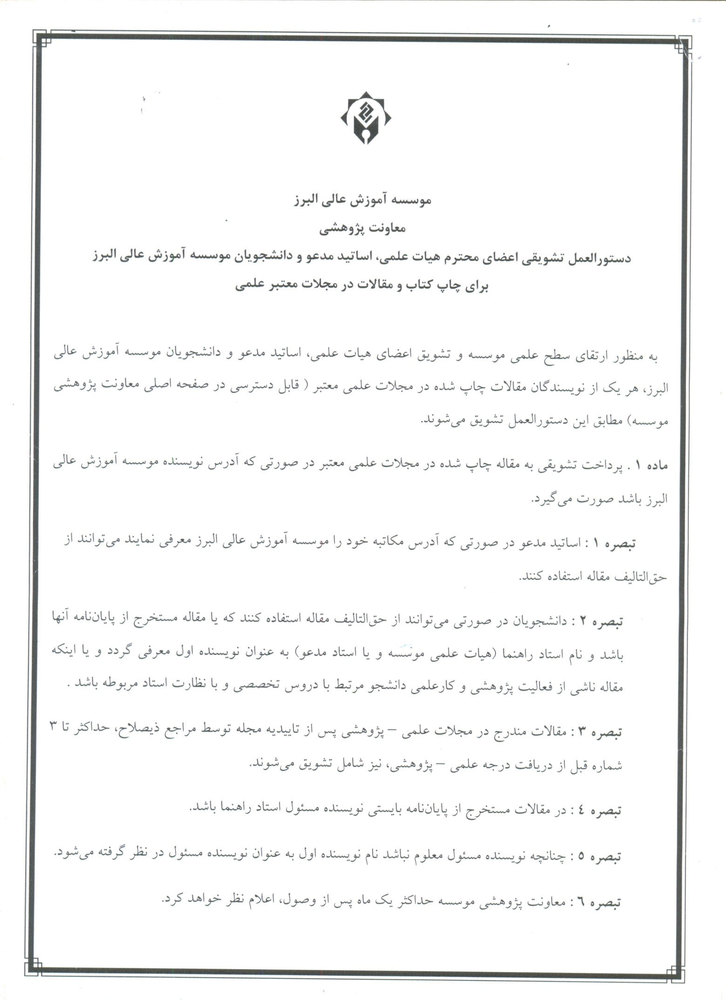 موسسه آموزش عالی البرز
معاونت پژوهشی
دستورالعمل تشویقی اعضای محترم هیات علمی، اساتید مدعو و دانشجویان موسسه آموزش عالی البرز
برای چاپ کتاب و مقالات در مجلات معتبر علمی
به منظور ارتقای سطح علمی موسسه و تشویق اعضای هیات علمی، اساتید مدعو و دانشجویان موسسه آموزش عالی
البرز، هر یک از نویسندگان مقالات چاپ شده در مجلات علمی معتبر ( قابل دسترسی در صفحه اصلی معاونت پژوهشی
موسسه) مطابق این دستورالعمل تشویق می‌شوند.
ماده ۱ . پرداخت تشویقی به مقاله چاپ شده در مجلات علمی معتبر در صورتی که آدرس نویسنده موسسه آموزش عالی
البرز باشد صورت می‌گیرد.
تبصره ۱ : اساتید مدعو در صورتی که آدرس مکاتبه خود را موسسه آموزش عالی البرز معرفی نمایند می‌توانند از
حق‌التالیف مقاله استفاده کنند.
تبصره ۲ : دانشجویان در صورتی می‌توانند از حق‌التالیف مقاله استفاده کنند که یا مقاله مستخرج از پایان‌نامه آنها
باشد و نام استاد راهنما (هیات علمی موسسه و یا استاد مدعو) به عنوان نویسنده اول معرفی گردد و یا اینکه
مقاله ناشی از فعالیت پژوهشی و کارعلمی دانشجو مرتبط با دروس تخصصی و با نظارت استاد مربوطه باشد .
تبصره ۳ : مقالات مندرج در مجلات علمی – پژوهشی پس از تاییدیه مجله توسط مراجع ذیصلاح، حداکثر تا ۳
شماره قبل از دریافت درجه علمی – پژوهشی، نیز شامل تشویق می‌شوند.
تبصره ٤ : در مقالات مستخرج از پایان‌نامه بایستی نویسنده مسئول استاد راهنما باشد.
تبصره ٥ : چنانچه نویسنده مسئول معلوم نباشد نام نویسنده اول به عنوان نویسنده مسئول در نظر گرفته می‌شود.
تبصره ٦ : معاونت پژوهشی موسسه حداکثر یک ماه پس از وصول، اعلام نظر خواهد کرد.